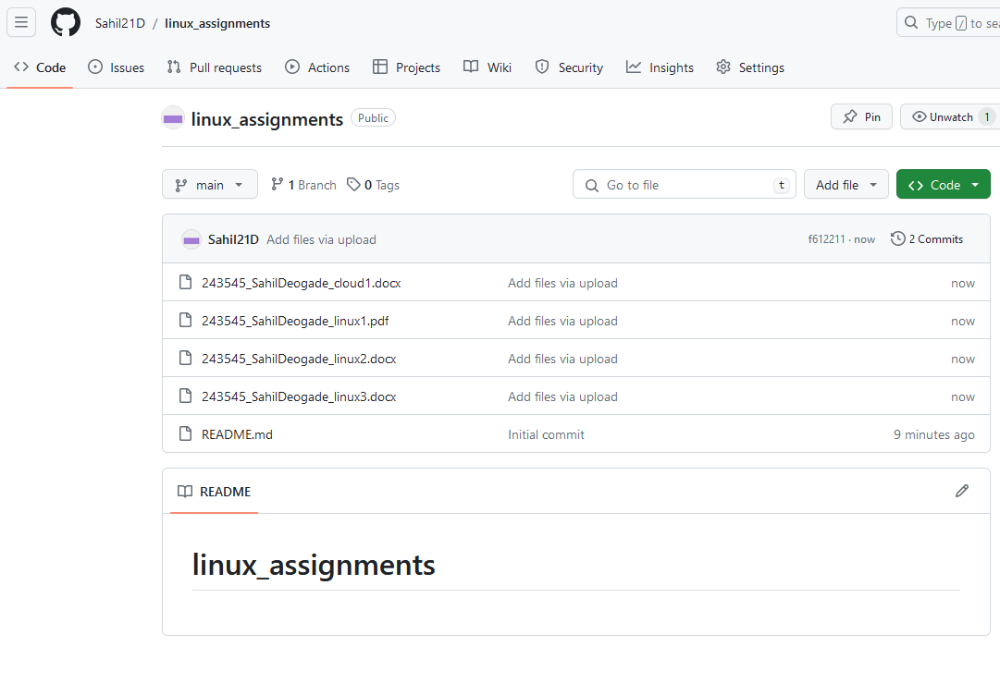 Sahil21D / linux_assignments
Type / to sea
Code Issues Pull requests Actions Projects Wiki Security Insights Settings
linux_assignments Public Pin Unwatch 1
main 1 Branch 0 Tags Go to file t Add file Code
Sahil21D Add files via upload f612211 · now 2 Commits
243545_SahilDeogade_cloud1.docx Add files via upload now
243545_SahilDeogade_linux1.pdf Add files via upload now
243545_SahilDeogade_linux2.docx Add files via upload now
243545_SahilDeogade_linux3.docx Add files via upload now
README.md Initial commit 9 minutes ago
README
linux_assignments